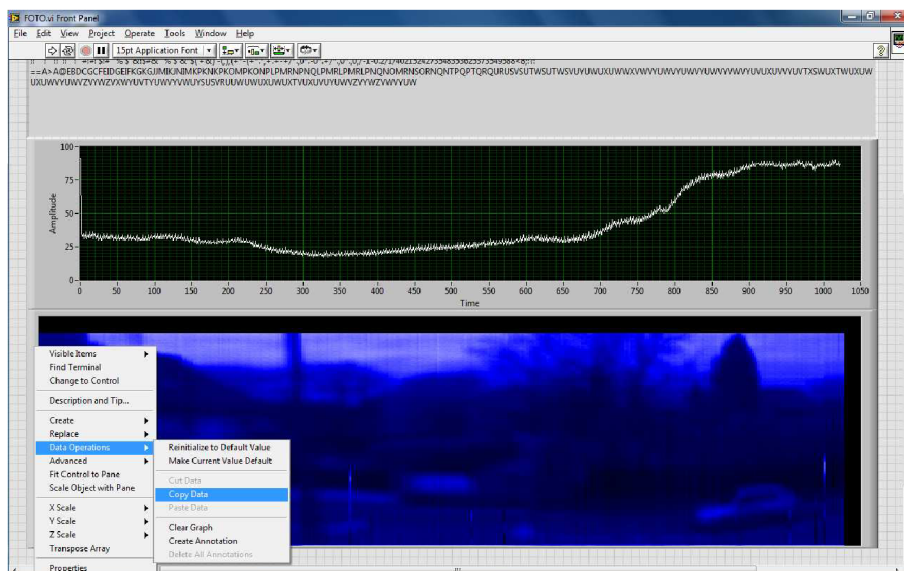 FOTO.vi Front Panel
File Edit View Project Operate Tools Window Help
15pt Application Font
Amplitude
100
75
50
25
0
0 50 100 150 200 250 300 350 400 450 500 550 600 650 700 750 800 850 900 950 1000 1050
Time
Visible Items
Find Terminal
Change to Control
Description and Tip...
Create
Replace
Data Operations
Advanced
Fit Control to Pane
Scale Object with Pane
X Scale
Y Scale
Z Scale
Transpose Array
Properties
Reinitialize to Default Value
Make Current Value Default
Cut Data
Copy Data
Paste Data
Clear Graph
Create Annotation
Delete All Annotations